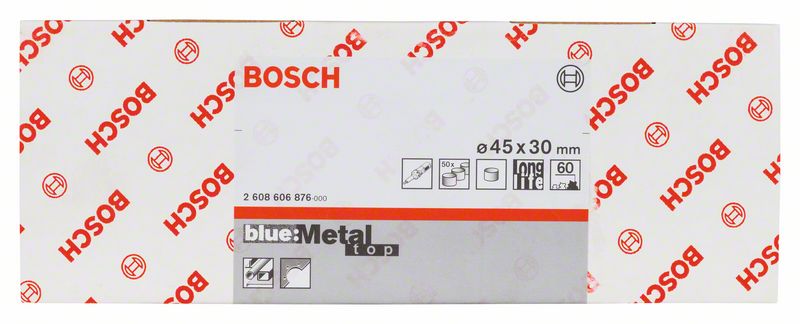 BOSCH
ø 45 x 30 mm
50x
long life
60
2 608 606 876-000
blue:Metal
top